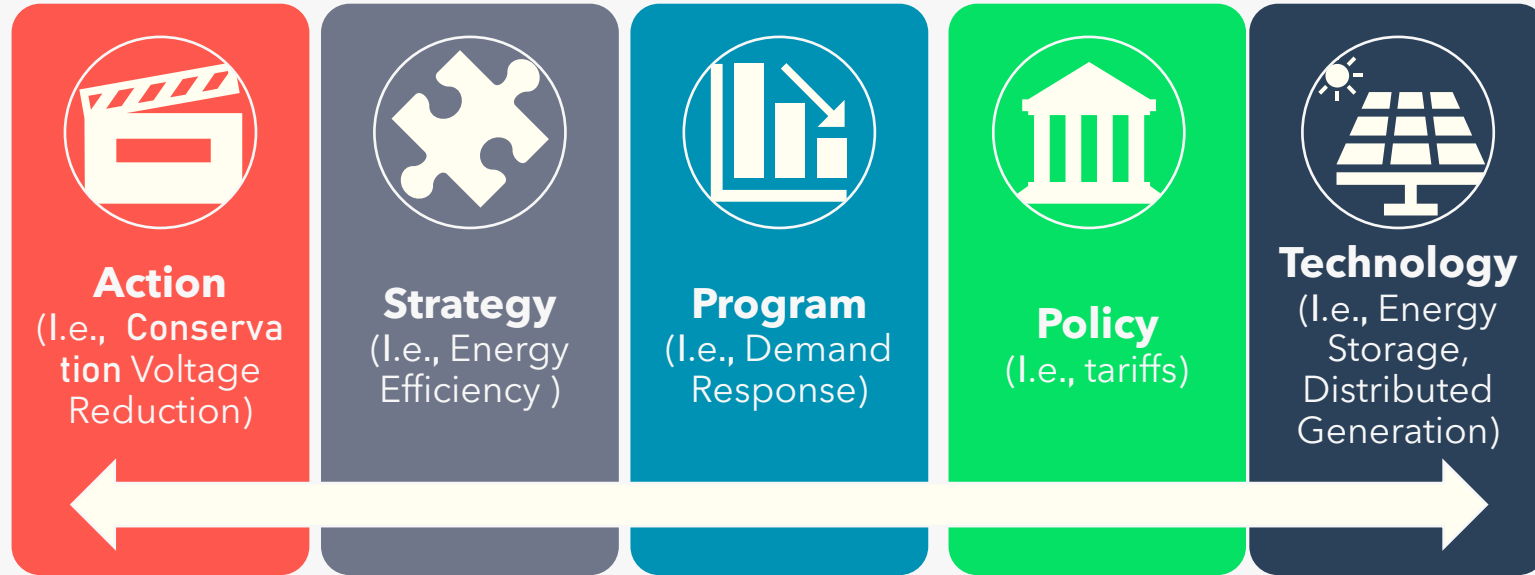 Action
(I.e., Conserva
tion Voltage
Reduction)
Strategy
(I.e., Energy
Efficiency )
Program
(I.e., Demand
Response)
Policy
(I.e., tariffs)
Technology
(I.e., Energy
Storage,
Distributed
Generation)